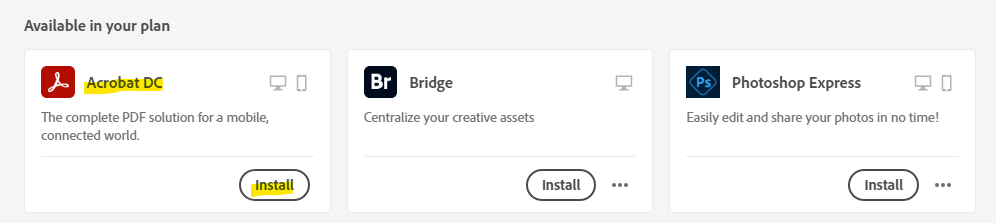 Available in your plan
Acrobat DC
The complete PDF solution for a mobile,
connected world.
Install
Br
Bridge
Centralize your creative assets
Install
Ps
Photoshop Express
Easily edit and share your photos in no time!
Install